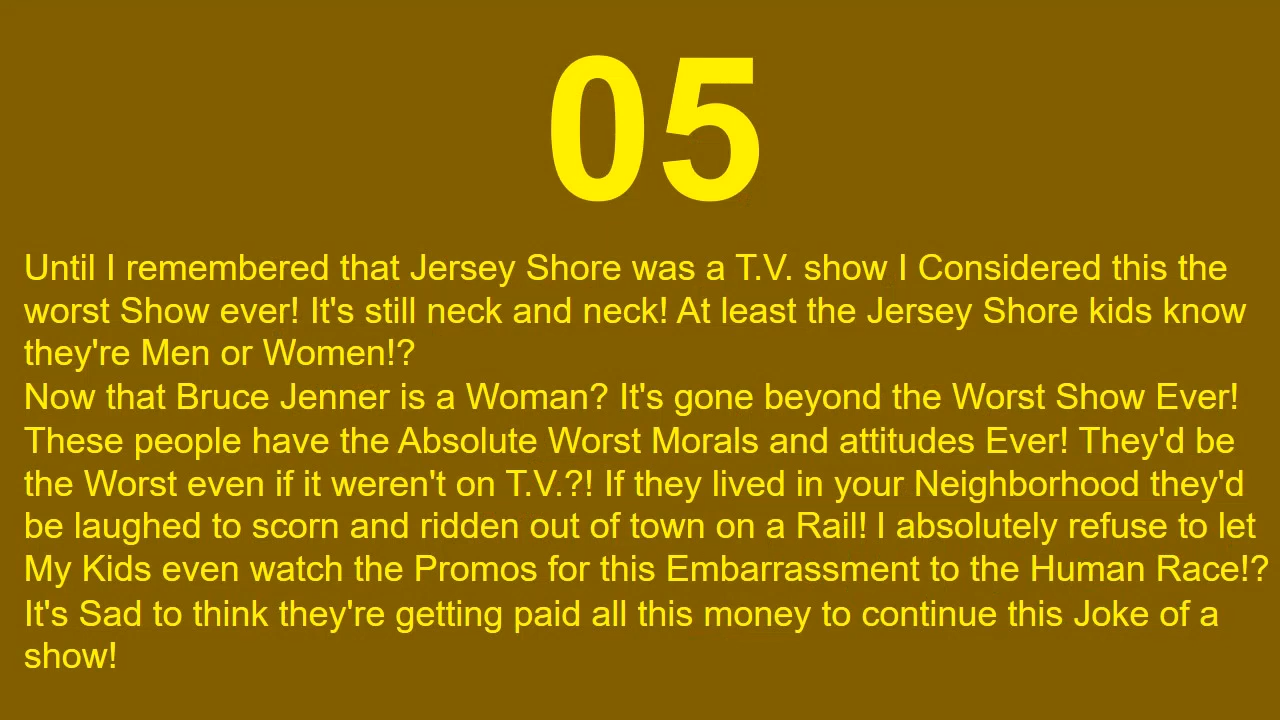 05
Until I remembered that Jersey Shore was a T.V. show I Considered this the
worst Show ever! It's still neck and neck! At least the Jersey Shore kids know
they're Men or Women!?
Now that Bruce Jenner is a Woman? It's gone beyond the Worst Show Ever!
These people have the Absolute Worst Morals and attitudes Ever! They'd be
the Worst even if it weren't on T.V.?! If they lived in your Neighborhood they'd
be laughed to scorn and ridden out of town on a Rail! I absolutely refuse to let
My Kids even watch the Promos for this Embarrassment to the Human Race!?
It's Sad to think they're getting paid all this money to continue this Joke of a
show!